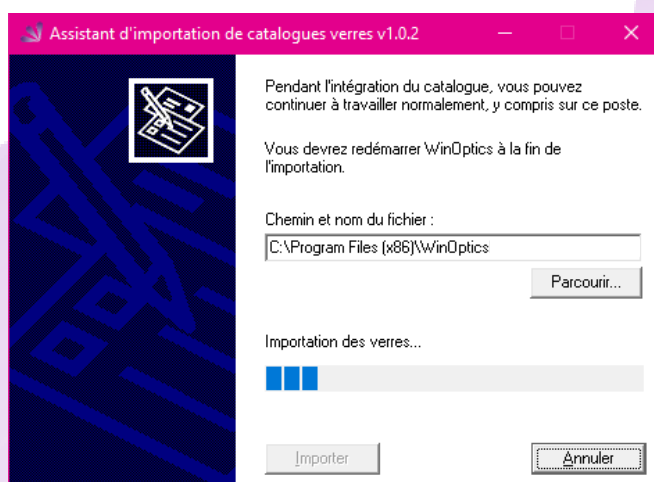 Assistant d'importation de catalogues verres v1.0.2
Pendant l'intégration du catalogue, vous pouvez
continuer à travailler normalement, y compris sur ce poste.
Vous devrez redémarrer WinOptics à la fin de
l'importation.
Chemin et nom du fichier :
C:\Program Files (x86)\WinOptics
Parcourir...
Importation des verres...
Importer
Annuler